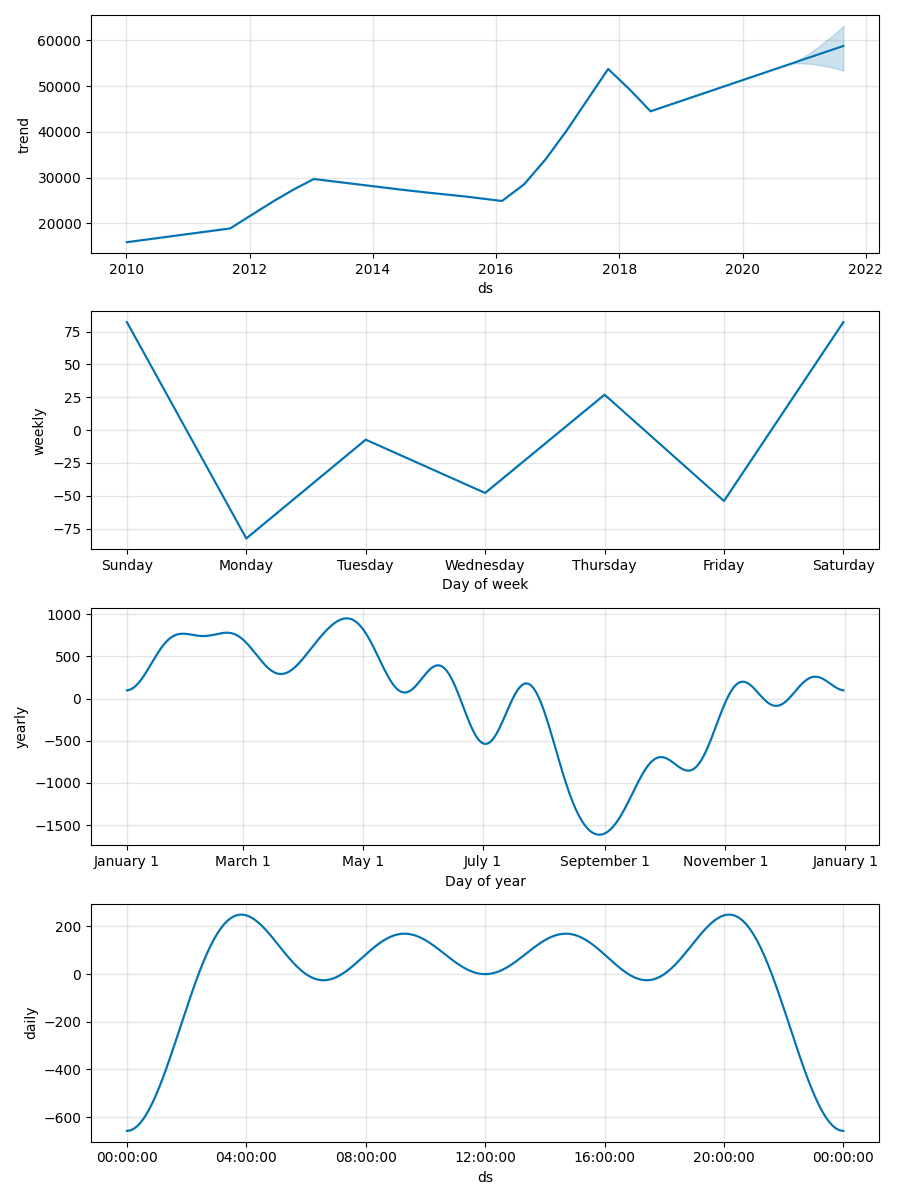 60000
50000
40000
30000
20000
trend
2010 2012 2014 2016 2018 2020 2022
ds
75
50
25
0
−25
−50
−75
weekly
Sunday Monday Tuesday Wednesday Thursday Friday Saturday
Day of week
1000
500
0
−500
−1000
−1500
yearly
January 1 March 1 May 1 July 1 September 1 November 1 January 1
Day of year
200
0
−200
−400
−600
daily
00:00:00 04:00:00 08:00:00 12:00:00 16:00:00 20:00:00 00:00:00
ds